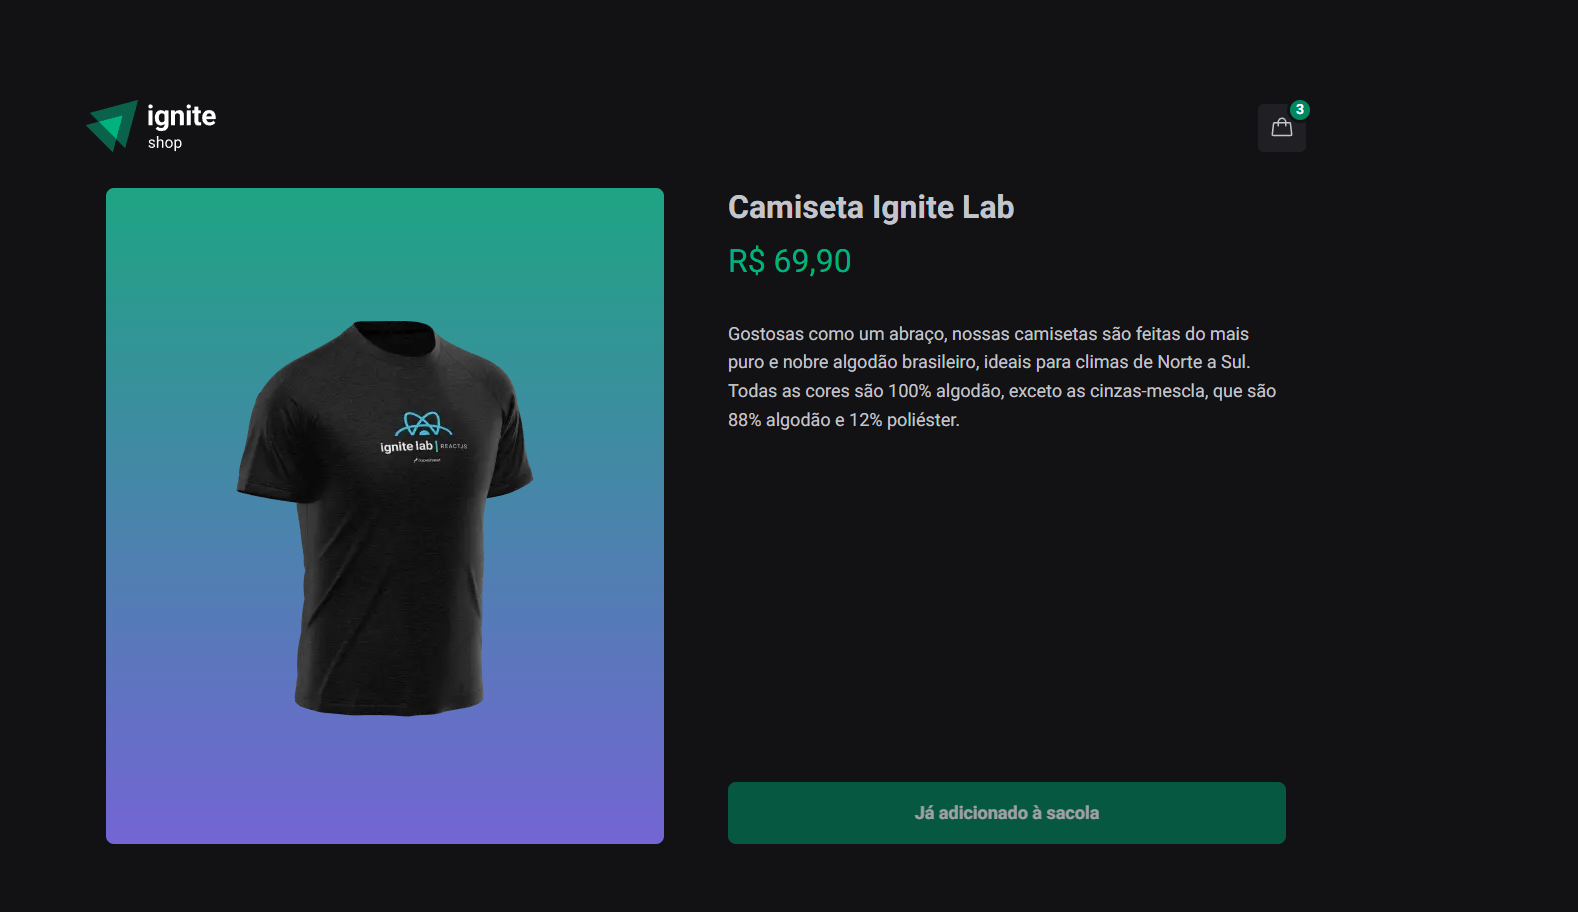 ignite
shop
3
Camiseta Ignite Lab
R$ 69,90
Gostosas como um abraço, nossas camisetas são feitas do mais
puro e nobre algodão brasileiro, ideais para climas de Norte a Sul.
Todas as cores são 100% algodão, exceto as cinzas-mescla, que são
88% algodão e 12% poliéster.
ignite lab | REACTJS
Já adicionado à sacola